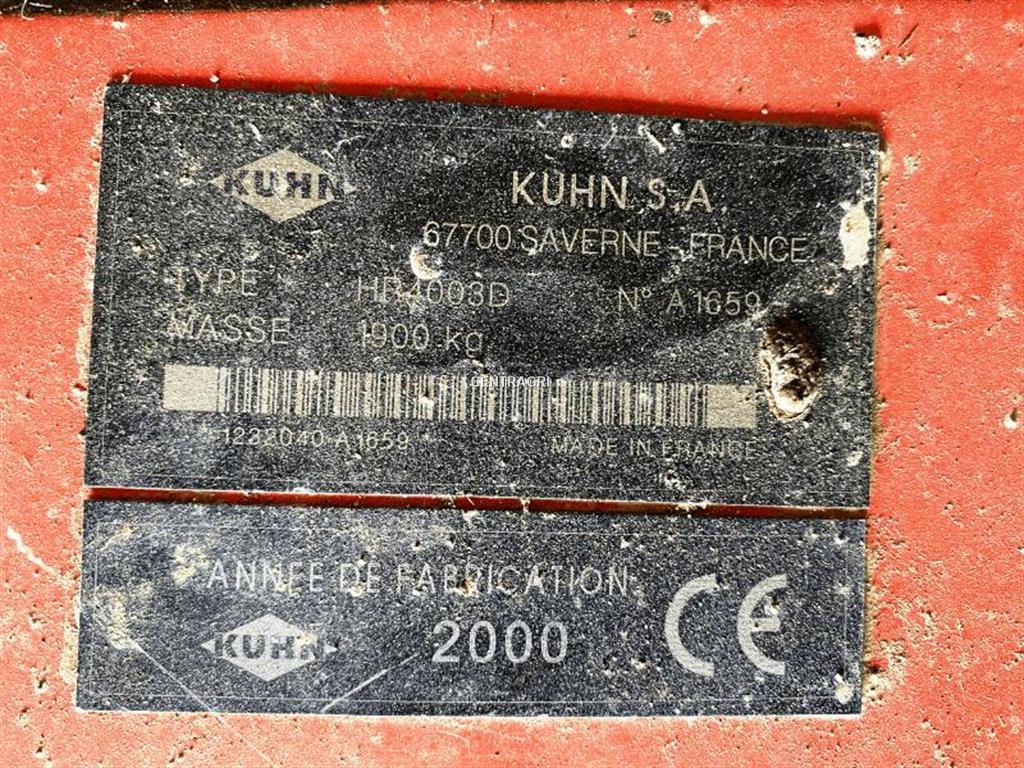 KUHN
KUHN S.A.
67700 SAVERNE - FRANCE
TYPE HR4003D N° A1659
MASSE 1900 kg
CENTRAGRI
* 1232040 A1659 *
MADE IN FRANCE
ANNEE DE FABRICATION
KUHN 2000 CE